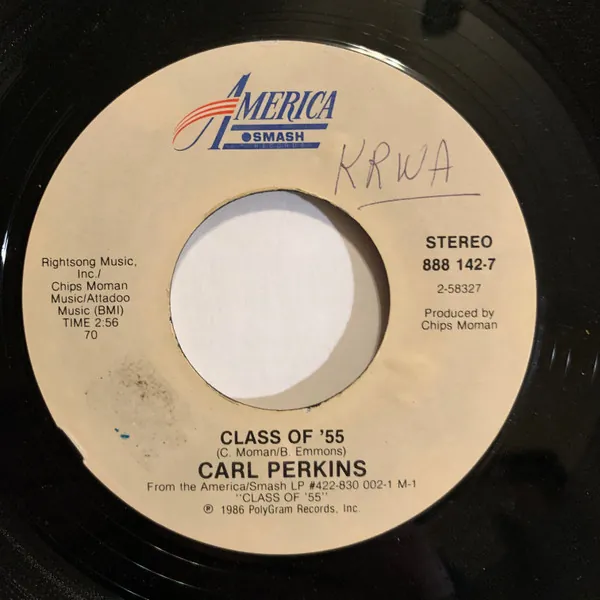 AMERICA
SMASH
RECORDS
KRWA
STEREO
888 142-7
2-58327
Produced by
Chips Moman
Rightsong Music,
Inc./
Chips Moman
Music/Attadoo
Music (BMI)
TIME 2:56
70
CLASS OF '55
(C. Moman/B. Emmons)
CARL PERKINS
From the America/Smash LP #422-830 002-1 M-1
"CLASS OF '55"
℗ 1986 PolyGram Records, Inc.